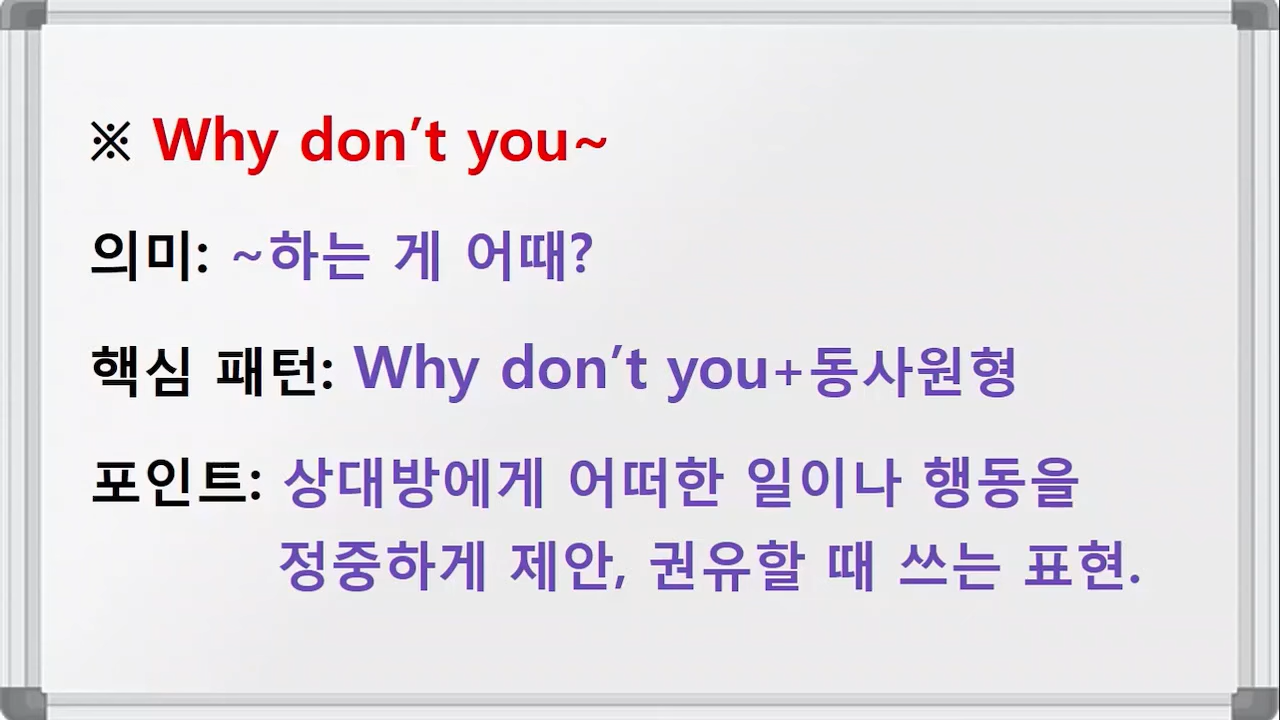 ※ Why don’t you~
의미: ~하는 게 어때?
핵심 패턴: Why don’t you+동사원형
포인트: 상대방에게 어떠한 일이나 행동을
정중하게 제안, 권유할 때 쓰는 표현.